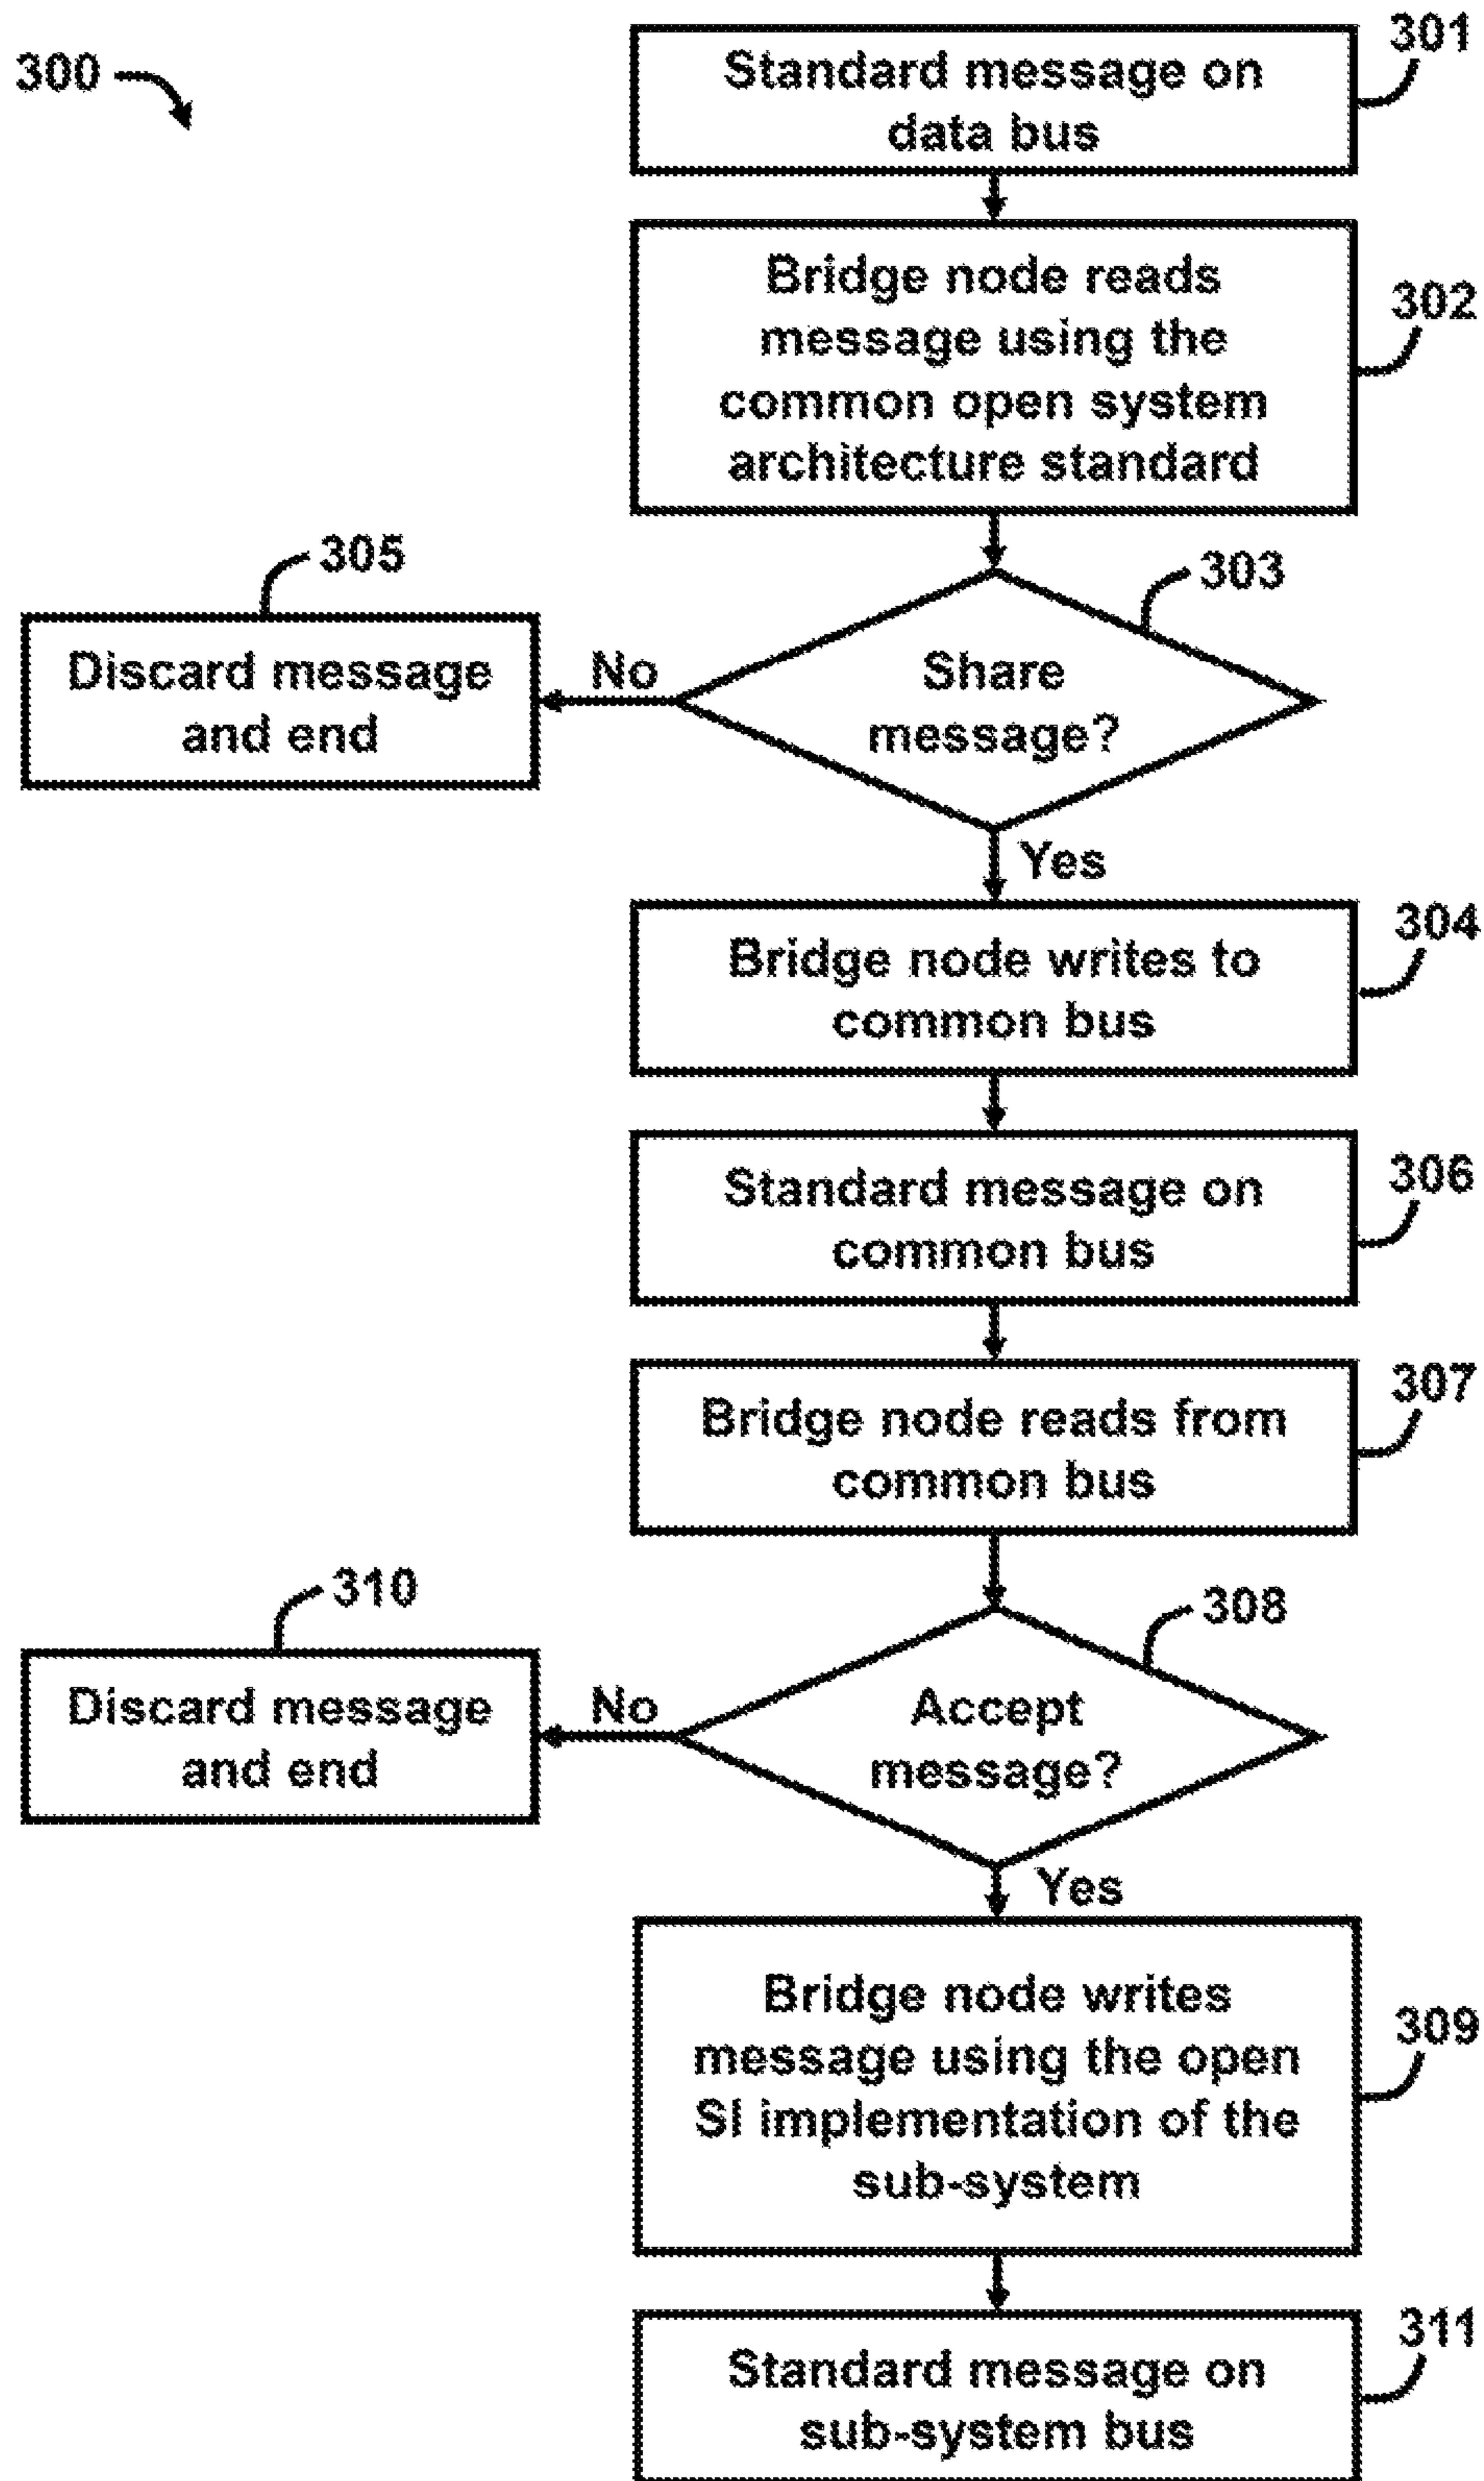 300
301
Standard message on
data bus
302
Bridge node reads
message using the
common open system
architecture standard
303
Share
message?
No
305
Discard message
and end
Yes
304
Bridge node writes to
common bus
306
Standard message on
common bus
307
Bridge node reads from
common bus
308
Accept
message?
No
310
Discard message
and end
Yes
309
Bridge node writes
message using the open
SI implementation of the
sub-system
311
Standard message on
sub-system bus